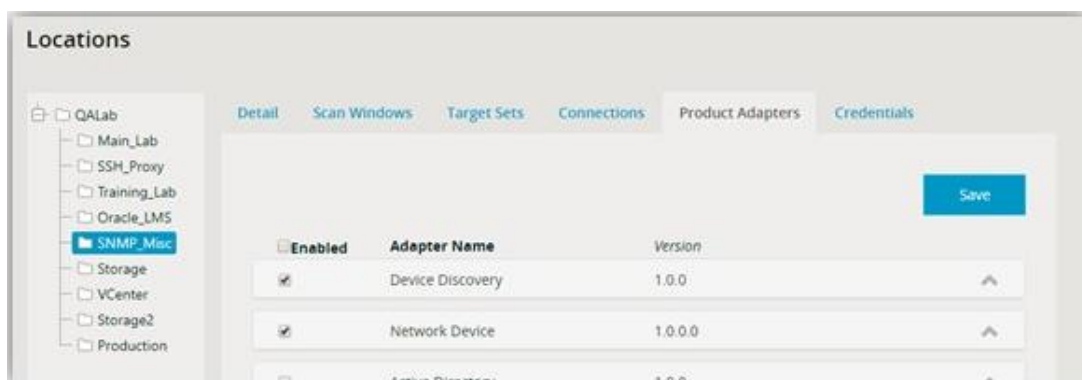 Locations
QALab
Main_Lab
SSH_Proxy
Training_Lab
Oracle_LMS
SNMP_Misc
Storage
VCenter
Storage2
Production
Detail Scan Windows Target Sets Connections Product Adapters Credentials
Save
Enabled Adapter Name Version
Device Discovery 1.0.0
Network Device 1.0.0.0